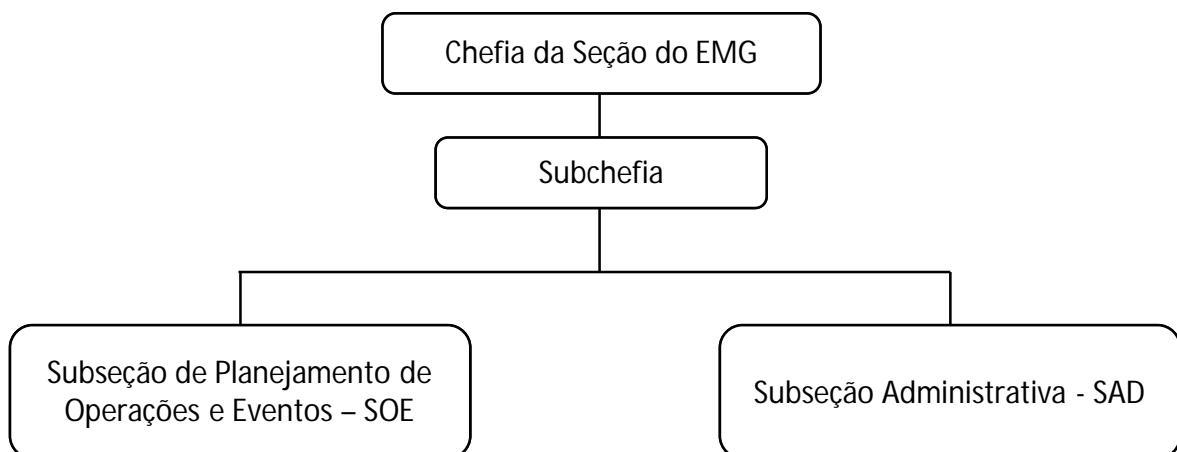 Chefia da Seção do EMG
Subchefia
Subseção de Planejamento de
Operações e Eventos – SOE
Subseção Administrativa - SAD